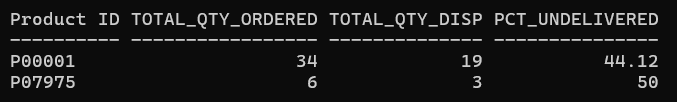 Product ID TOTAL_QTY_ORDERED TOTAL_QTY_DISP PCT_UNDELIVERED
---------- ----------------- -------------- ---------------
P00001                    34             19           44.12
P07975                     6              3              50